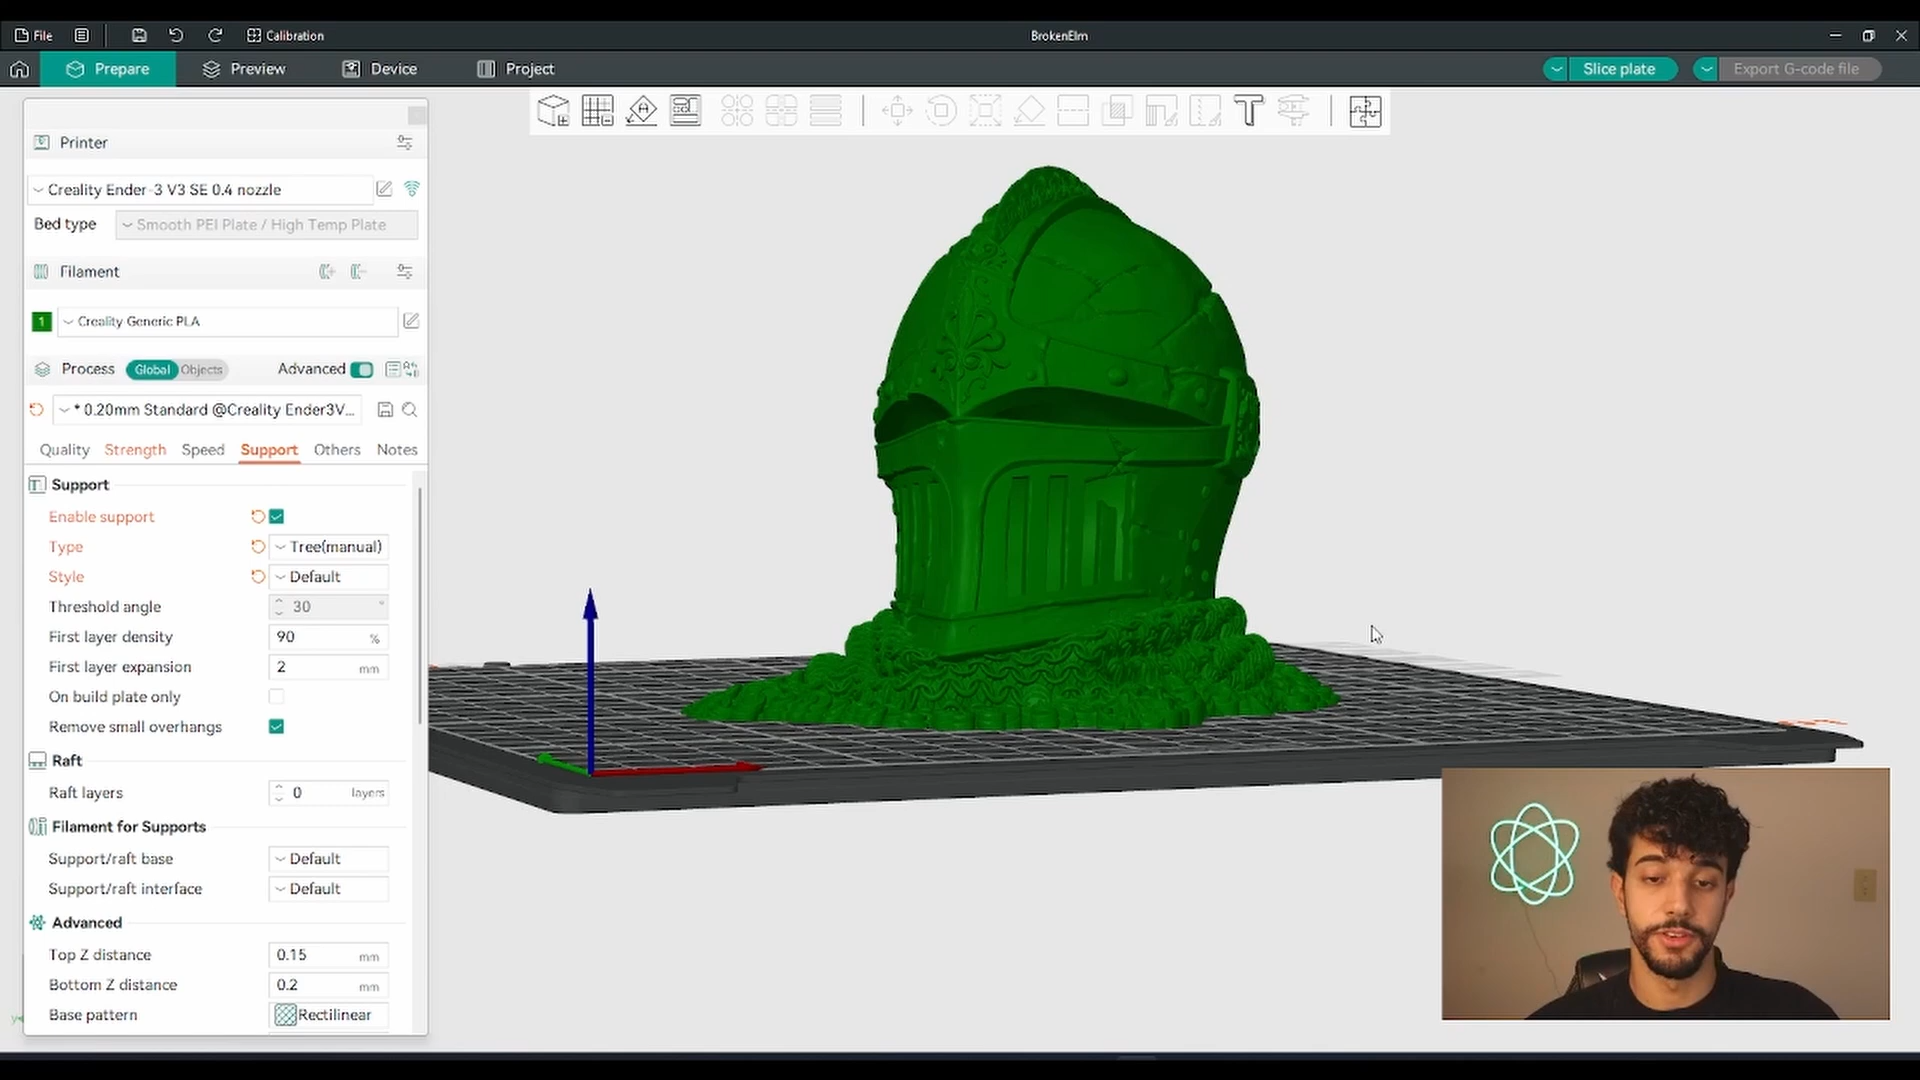 File
Calibration
BrokenElm
Prepare
Preview
Device
Project
Slice plate
Export G-code file
Printer
Creality Ender-3 V3 SE 0.4 nozzle
Bed type
Smooth PEI Plate / High Temp Plate
Filament
1
Creality Generic PLA
Process
Global
Objects
Advanced
* 0.20mm Standard @Creality Ender3V...
Quality
Strength
Speed
Support
Others
Notes
Support
Enable support
Type
Tree(manual)
Style
Default
Threshold angle
30 °
First layer density
90 %
First layer expansion
2 mm
On build plate only
Remove small overhangs
Raft
Raft layers
0 layers
Filament for Supports
Support/raft base
Default
Support/raft interface
Default
Advanced
Top Z distance
0.15 mm
Bottom Z distance
0.2 mm
Base pattern
Rectilinear